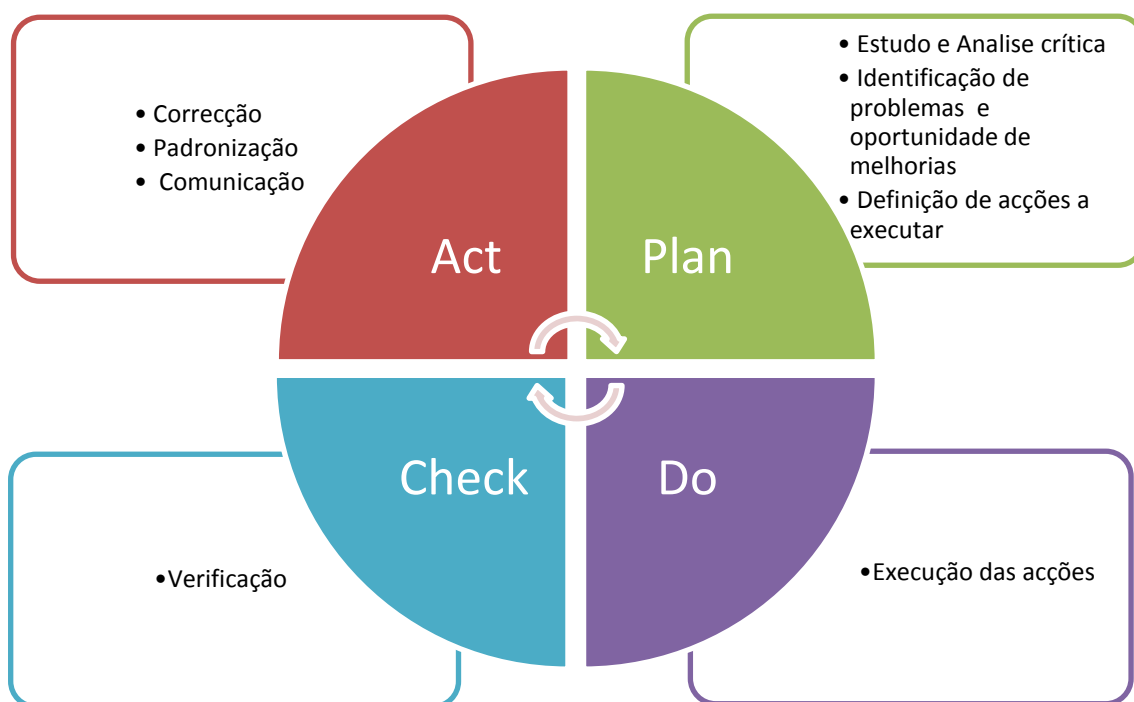 • Correcção
• Padronização
• Comunicação
• Estudo e Analise crítica
• Identificação de
problemas e
oportunidade de
melhorias
• Definição de acções a
executar
Act
Plan
Check
Do
•Verificação
•Execução das acções